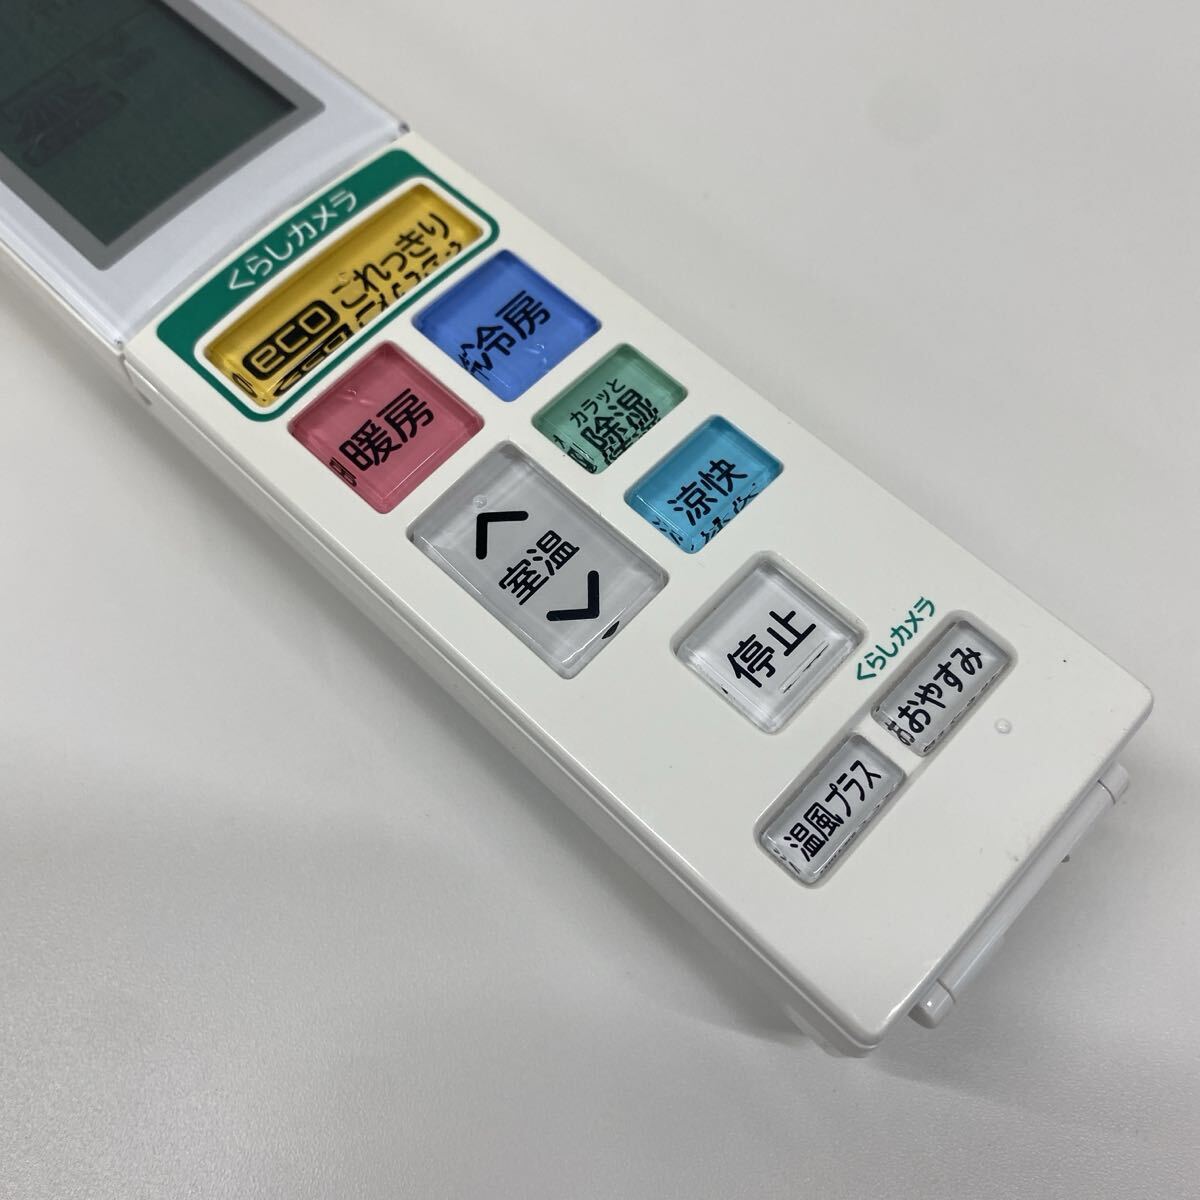 くらしカメラ
eco これっきり
冷房
暖房
カラッと
除湿
涼快
室温
停止
くらしカメラ
おやすみ
温風プラス